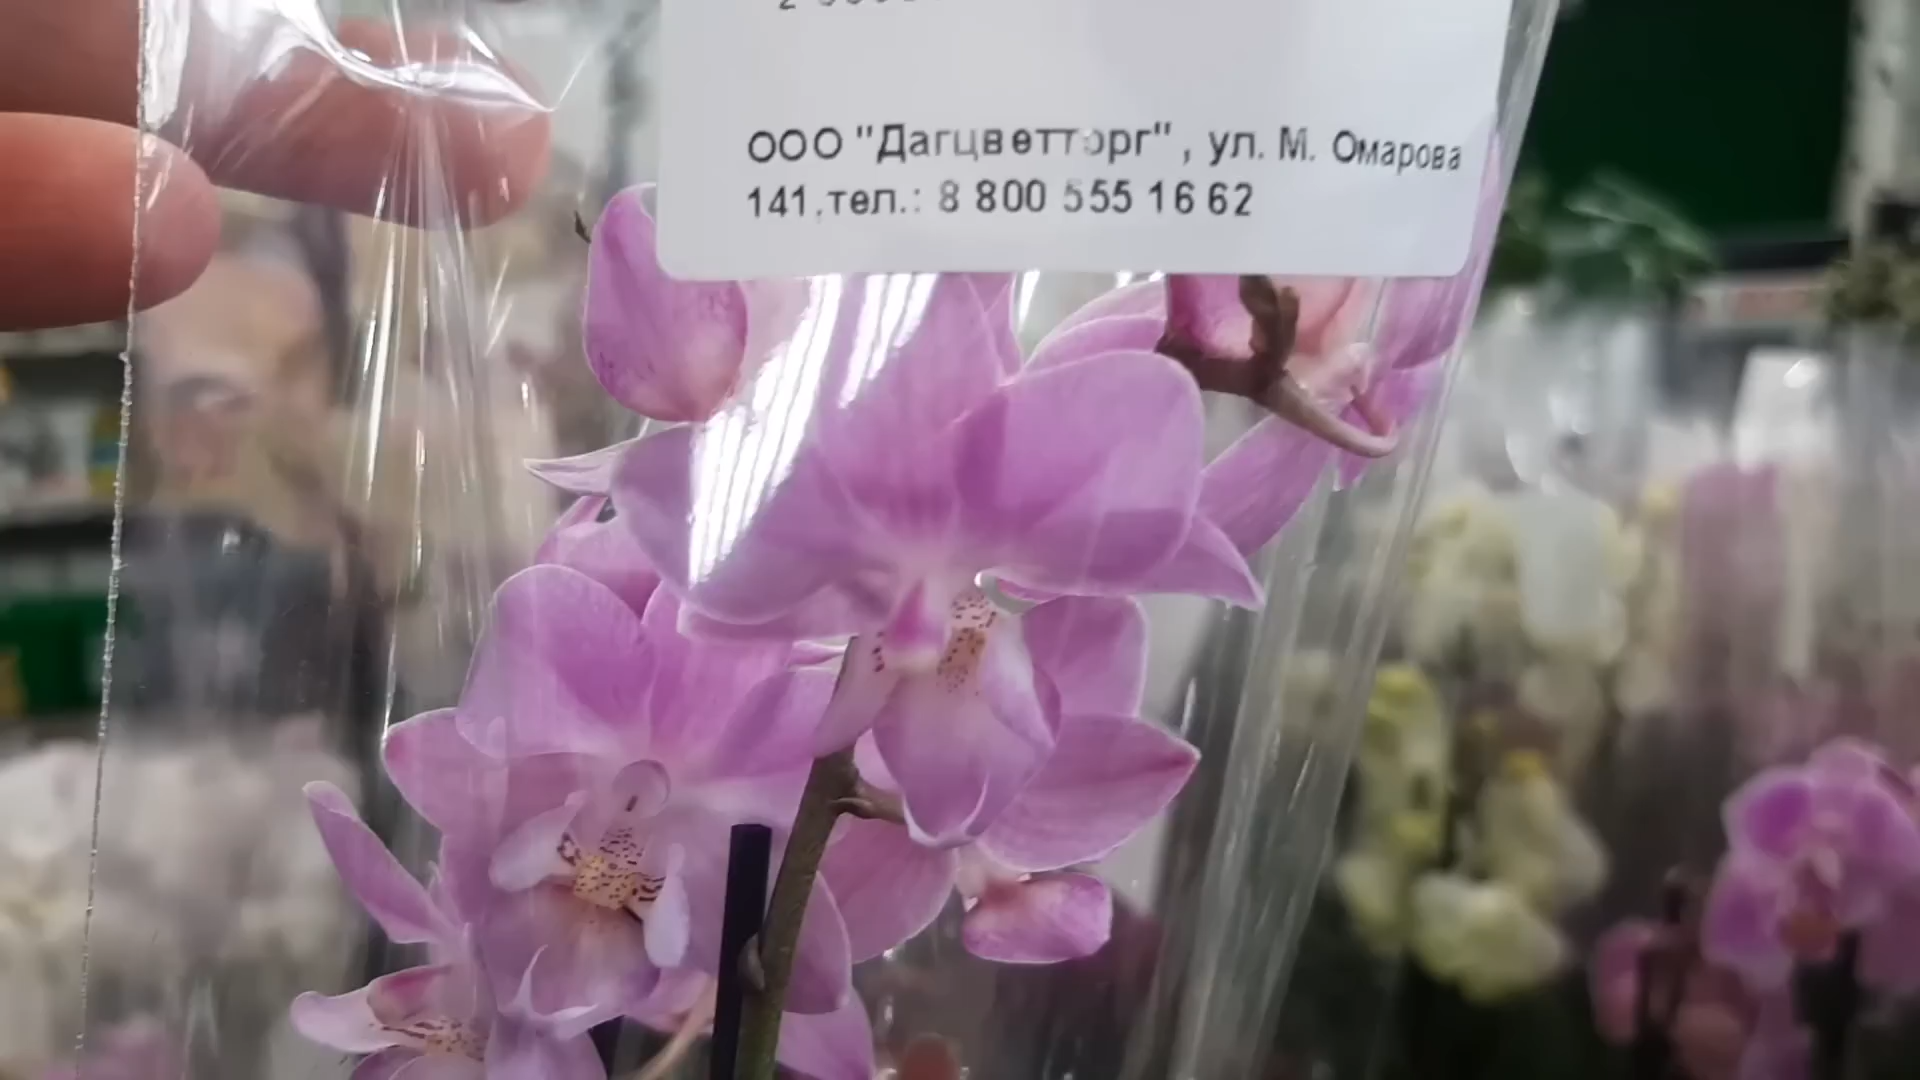 ООО "Дагцветторг", ул. М. Омарова
141,тел.: 8 800 555 16 62